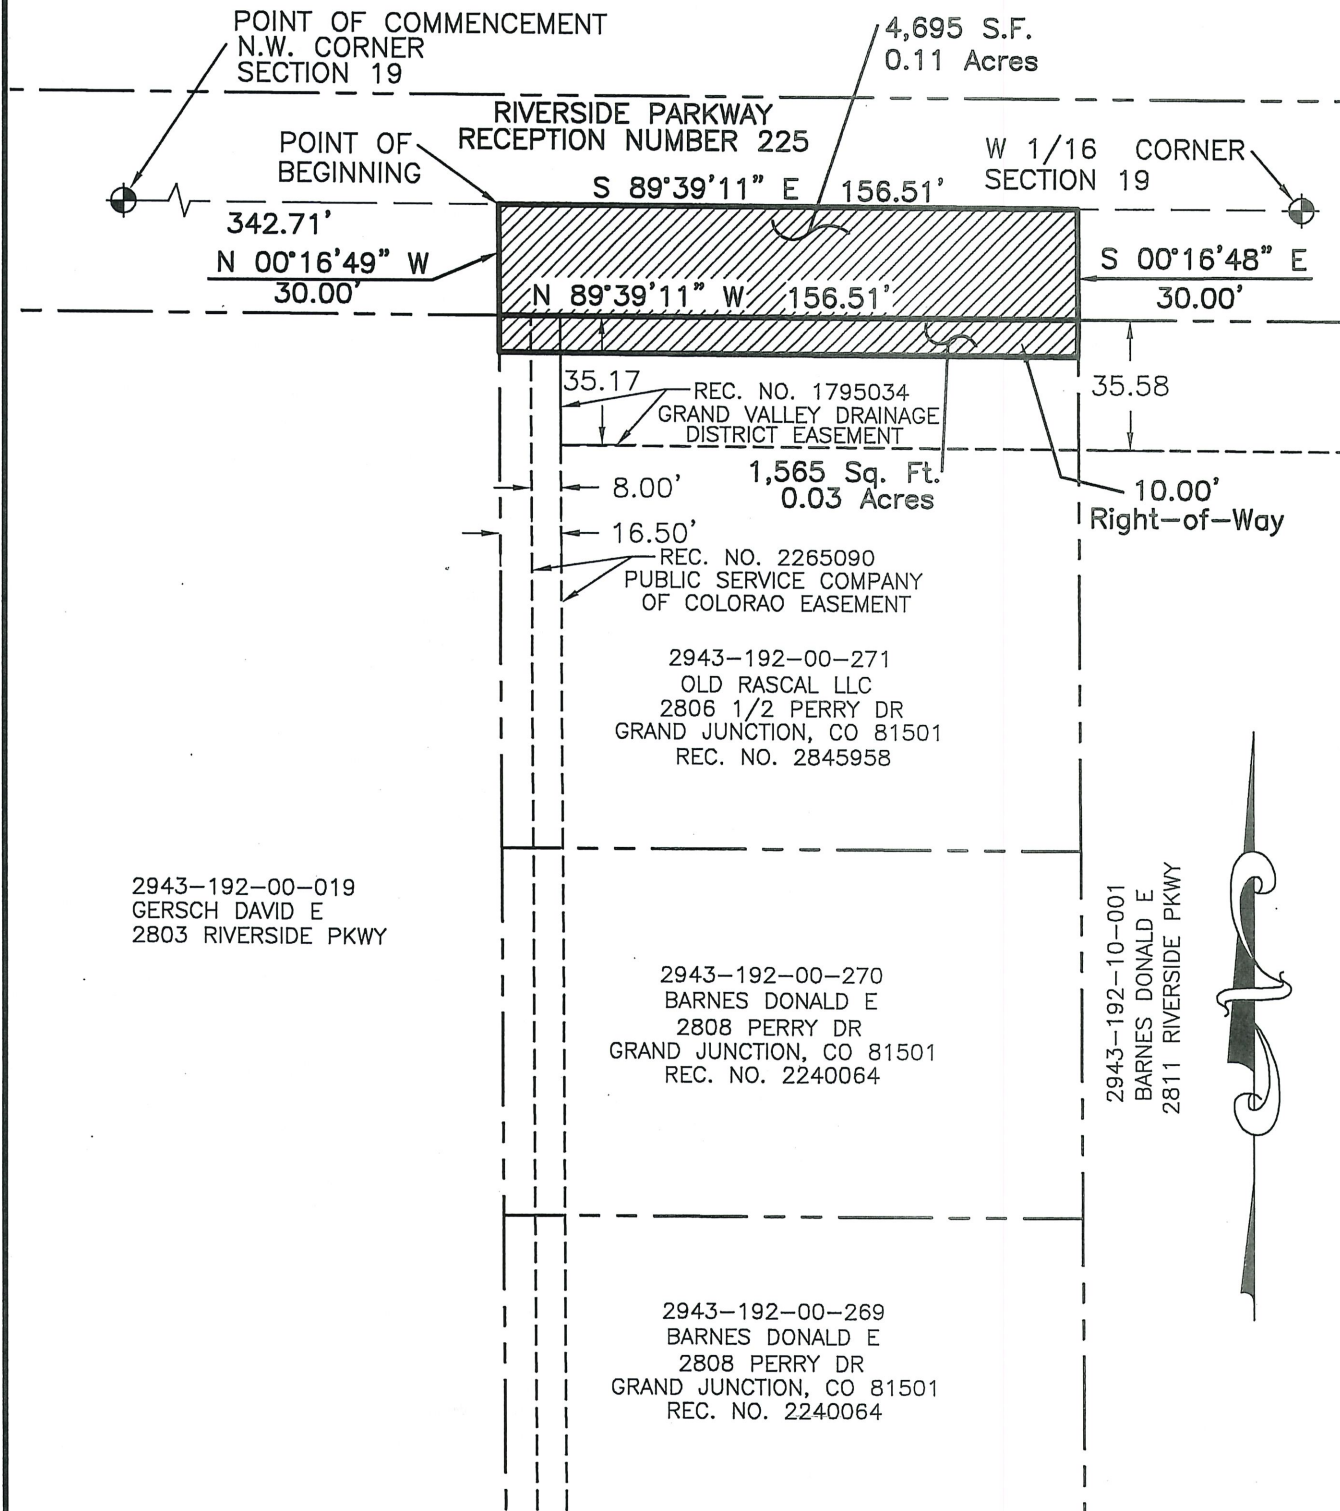 POINT OF COMMENCEMENT
N.W. CORNER
SECTION 19
4,695 S.F.
0.11 Acres
RIVERSIDE PARKWAY
RECEPTION NUMBER 225
POINT OF
BEGINNING
W 1/16 CORNER
SECTION 19
S 89°39'11" E 156.51'
342.71'
N 00°16'49" W
30.00'
S 00°16'48" E
30.00'
N 89°39'11" W 156.51'
35.17
REC. NO. 1795034
GRAND VALLEY DRAINAGE
DISTRICT EASEMENT
35.58
1,565 Sq. Ft.
0.03 Acres
8.00'
10.00'
Right-of-Way
16.50'
REC. NO. 2265090
PUBLIC SERVICE COMPANY
OF COLORAO EASEMENT
2943-192-00-271
OLD RASCAL LLC
2806 1/2 PERRY DR
GRAND JUNCTION, CO 81501
REC. NO. 2845958
2943-192-00-019
GERSCH DAVID E
2803 RIVERSIDE PKWY
2943-192-10-001
BARNES DONALD E
2811 RIVERSIDE PKWY
2943-192-00-270
BARNES DONALD E
2808 PERRY DR
GRAND JUNCTION, CO 81501
REC. NO. 2240064
2943-192-00-269
BARNES DONALD E
2808 PERRY DR
GRAND JUNCTION, CO 81501
REC. NO. 2240064